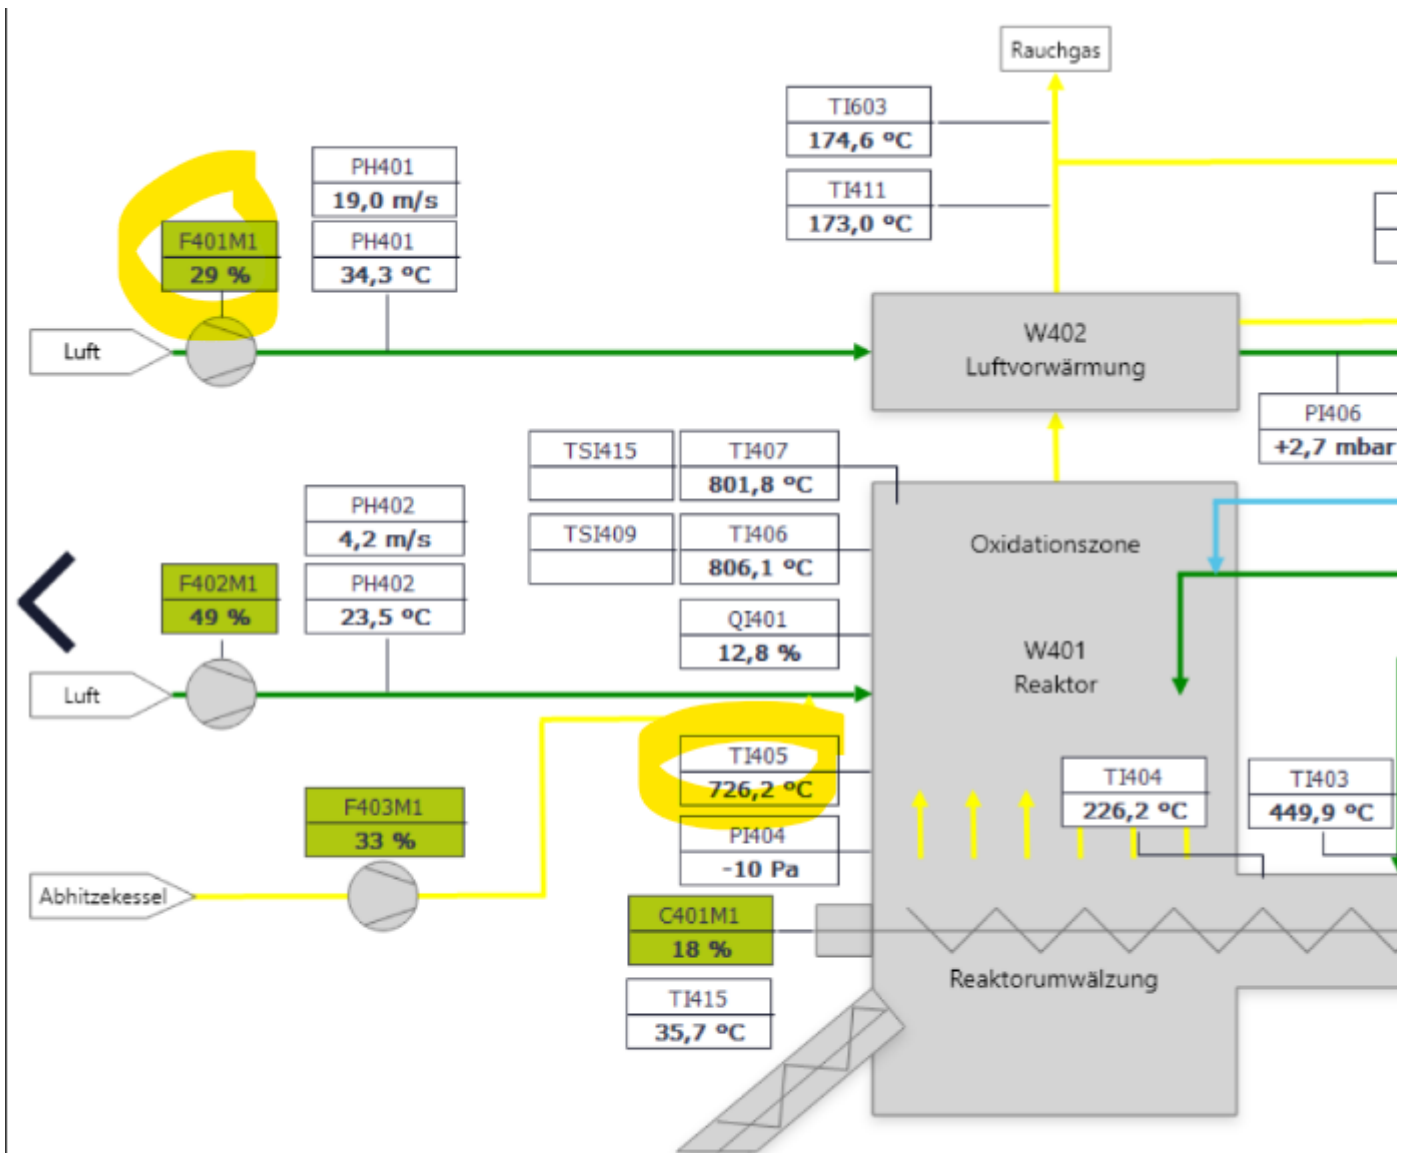 Rauchgas
TI603
174,6 °C
TI411
173,0 °C
PH401
19,0 m/s
F401M1
29 %
PH401
34,3 °C
Luft
W402
Luftvorwärmung
PI406
+2,7 mbar
TSI415
TI407
801,8 °C
TSI409
TI406
806,1 °C
Oxidationszone
PH402
4,2 m/s
F402M1
49 %
PH402
23,5 °C
QI401
12,8 %
W401
Reaktor
Luft
TI405
726,2 °C
TI404
226,2 °C
TI403
449,9 °C
F403M1
33 %
PI404
-10 Pa
Abhitzekessel
C401M1
18 %
Reaktorumwälzung
TI415
35,7 °C